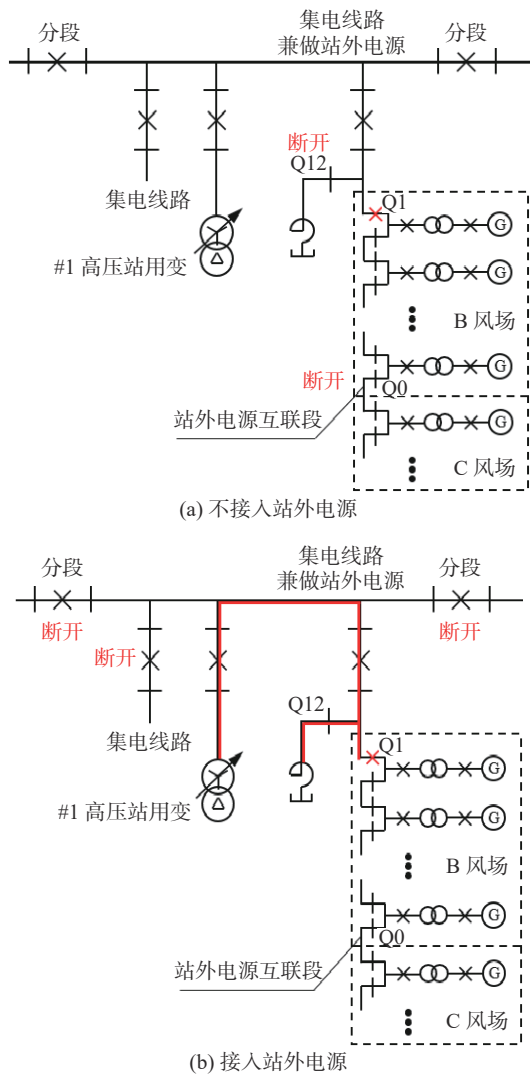 集电线路
兼做站外电源
分段
分段
断开
Q12
集电线路
#1 高压站用变
Q1
G
G
B 风场
G
断开
Q0
站外电源互联段
G
C 风场
(a) 不接入站外电源
集电线路
兼做站外电源
分段
分段
断开
断开
断开
Q12
集电线路
#1 高压站用变
Q1
G
G
B 风场
G
Q0
站外电源互联段
G
C 风场
(b) 接入站外电源